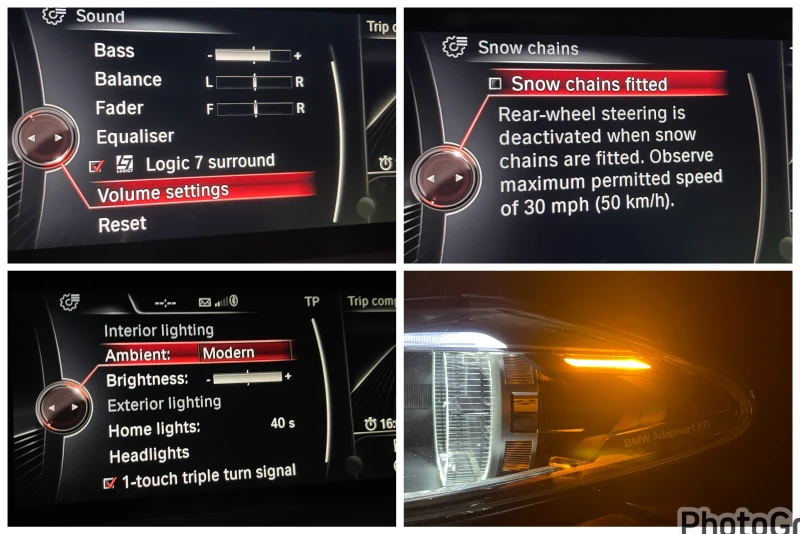 Sound
Trip c
Bass - +
Balance L R
Fader F R
Equaliser
LOGIC7 Logic 7 surround
Volume settings
Reset
Snow chains
Snow chains fitted
Rear-wheel steering is
deactivated when snow
chains are fitted. Observe
maximum permitted speed
of 30 mph (50 km/h).
--:-- TP
Trip comp
Interior lighting
Ambient: Modern
Brightness: - +
Exterior lighting
Home lights: 40 s
16:
Headlights
1-touch triple turn signal
BMW Adaptive LED
PhotoGr